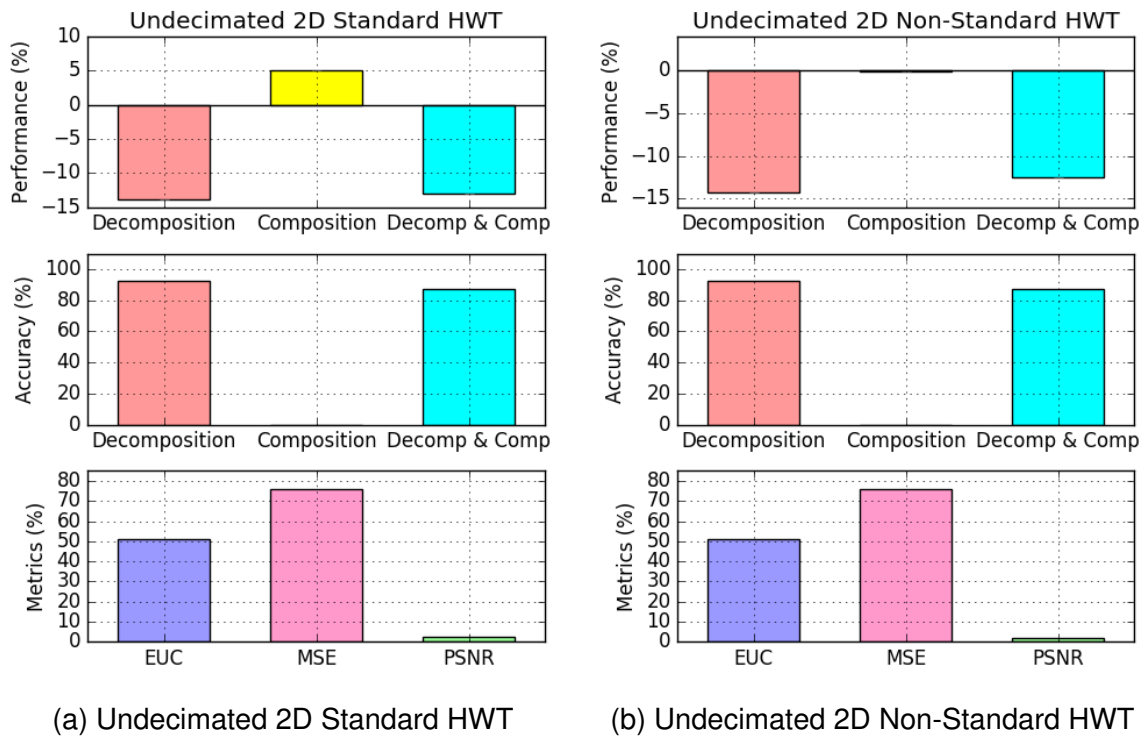 Undecimated 2D Standard HWT
Performance (%)
10
5
0
−5
−10
−15
Decomposition Composition Decomp & Comp
Accuracy (%)
100
80
60
40
20
0
Decomposition Composition Decomp & Comp
Metrics (%)
80
70
60
50
40
30
20
10
0
EUC MSE PSNR
(a) Undecimated 2D Standard HWT
Undecimated 2D Non-Standard HWT
Performance (%)
0
−5
−10
−15
Decomposition Composition Decomp & Comp
Accuracy (%)
100
80
60
40
20
0
Decomposition Composition Decomp & Comp
Metrics (%)
80
70
60
50
40
30
20
10
0
EUC MSE PSNR
(b) Undecimated 2D Non-Standard HWT